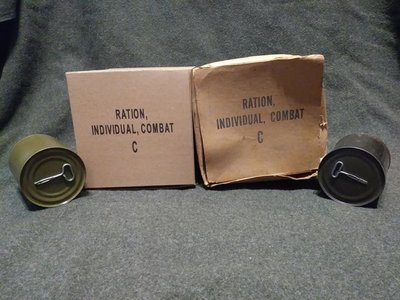 RATION,
INDIVIDUAL, COMBAT
C
RATION,
INDIVIDUAL, COMBAT
C